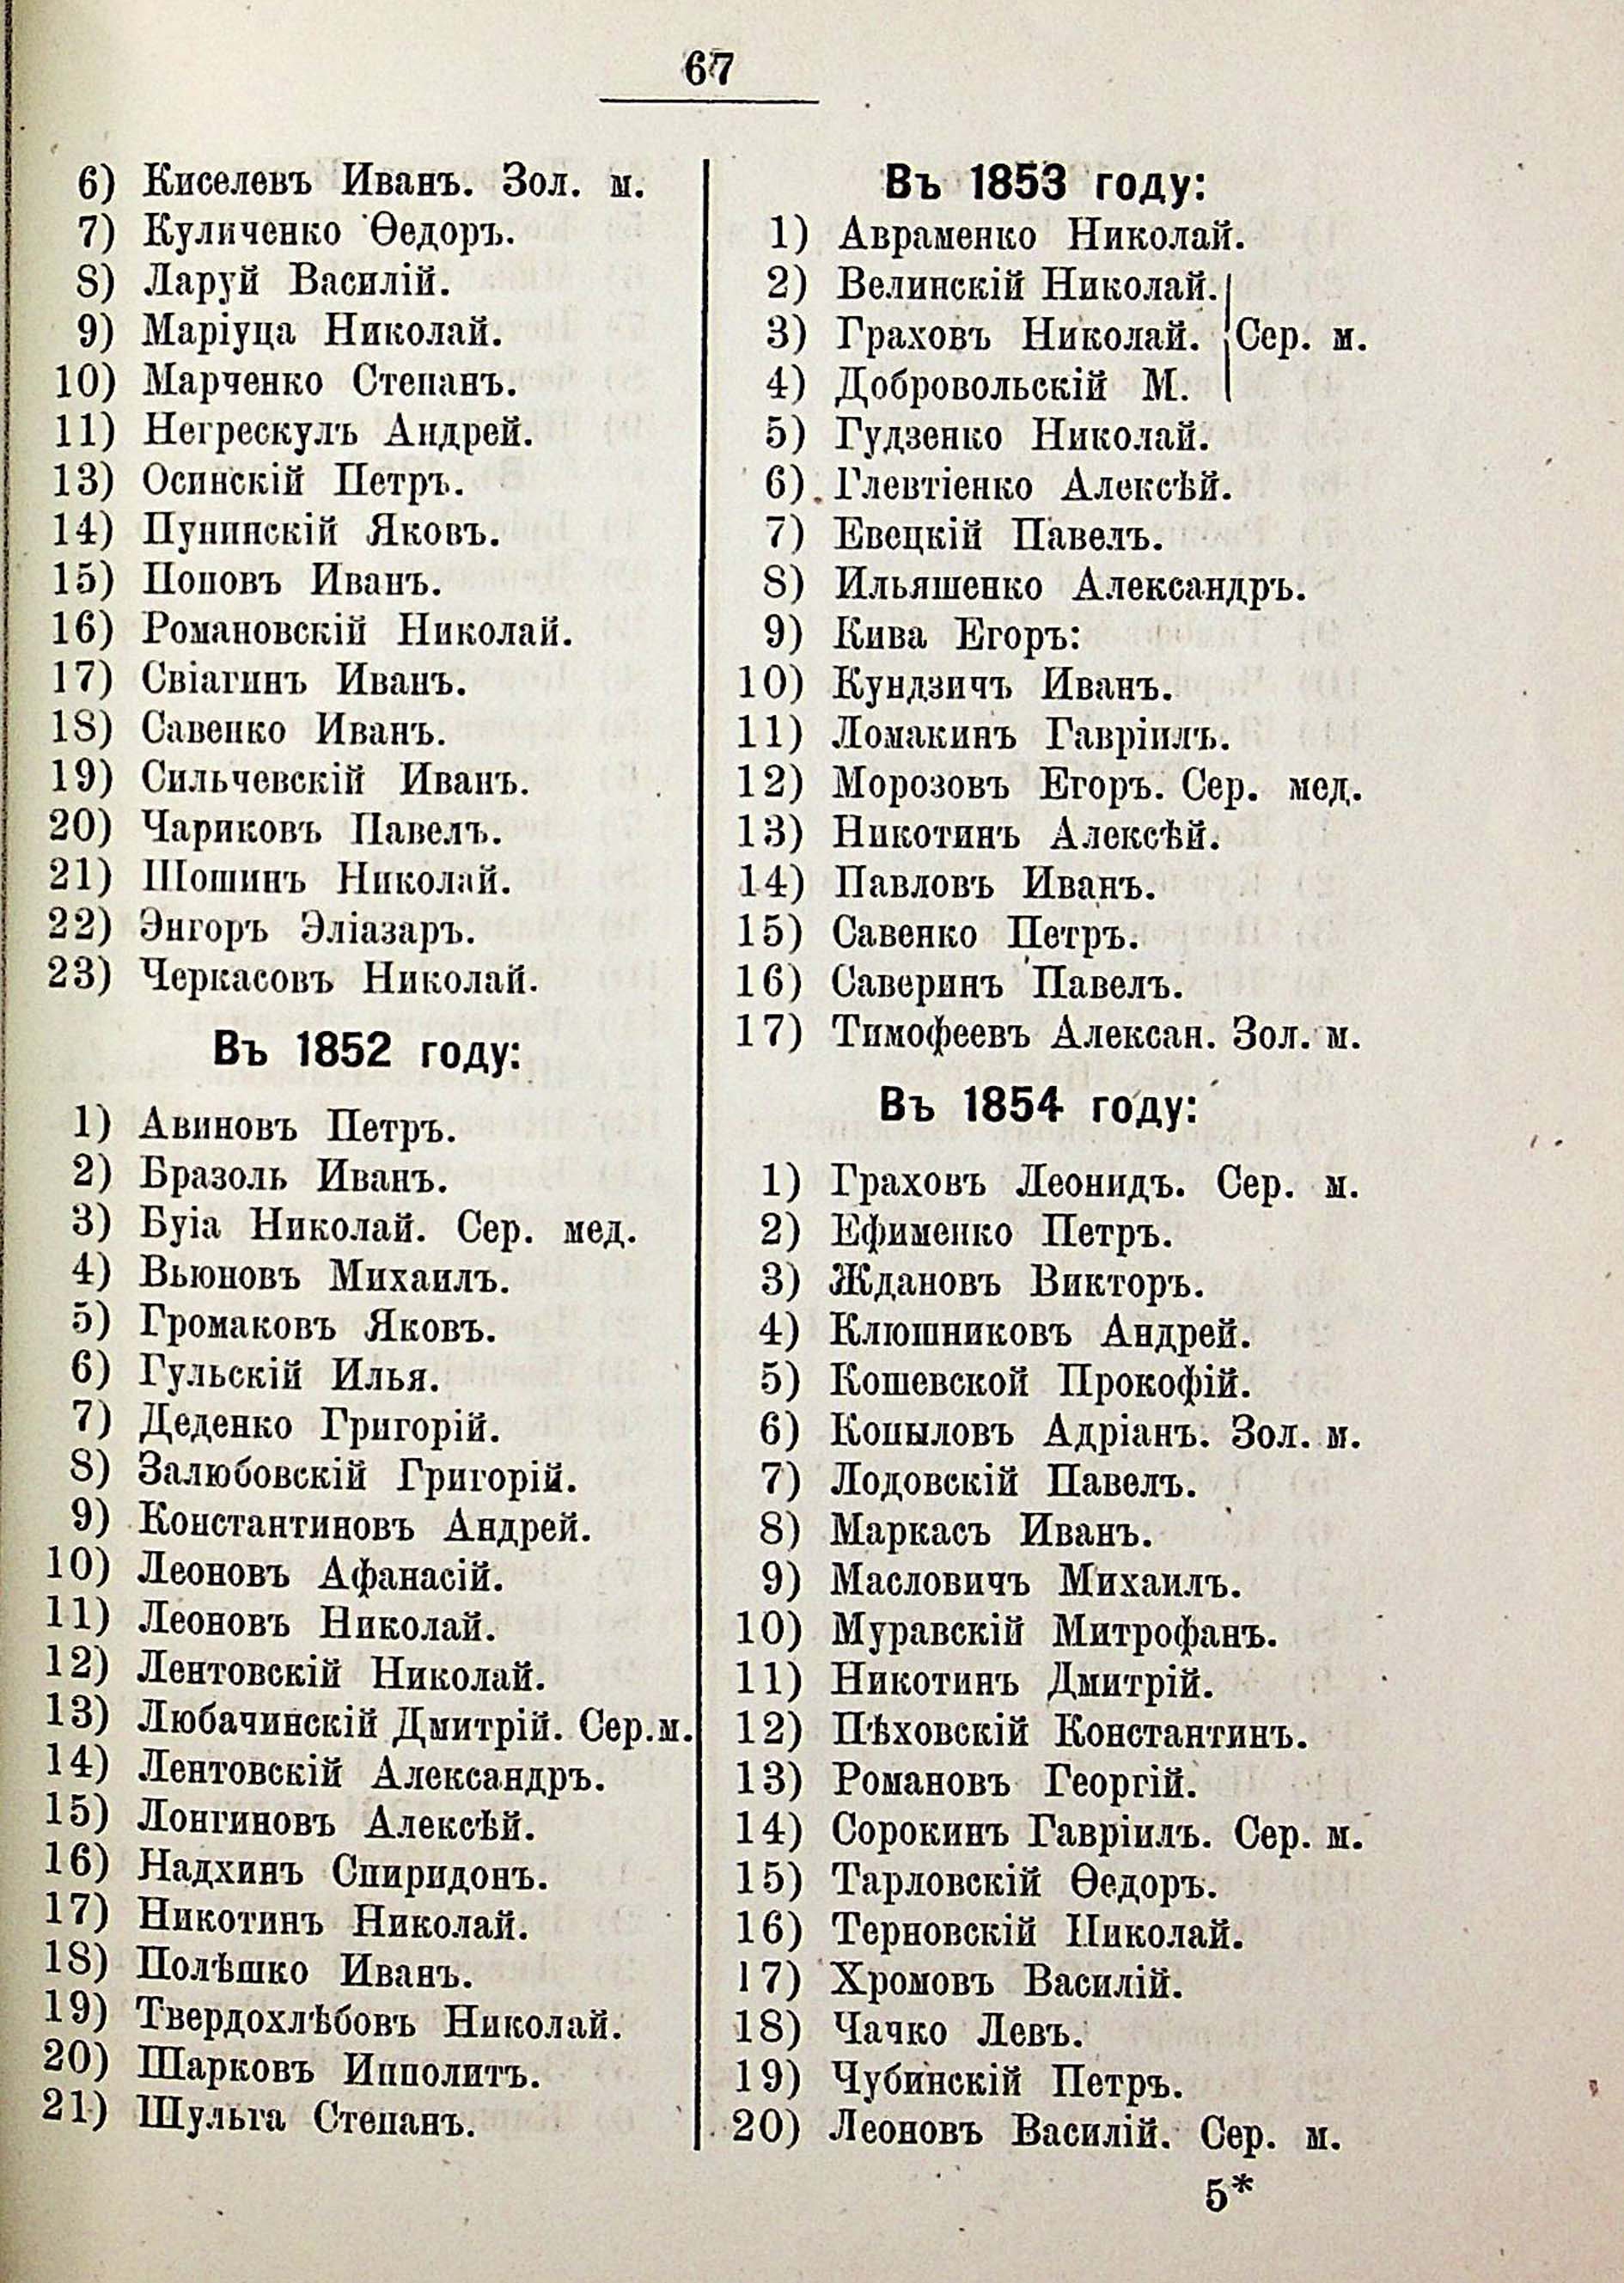 67
6) Киселевъ Иванъ. Зол. м.
7) Куличенко Ѳедоръ.
8) Ларуй Василій.
9) Маріуца Николай.
10) Марченко Степанъ.
11) Негрескулъ Андрей.
13) Осинскій Петръ.
14) Пунинскій Яковъ.
15) Поповъ Иванъ.
16) Романовскій Николай.
17) Свіагинъ Иванъ.
18) Савенко Иванъ.
19) Сильчевскій Иванъ.
20) Чариковъ Павелъ.
21) Шошинъ Николай.
22) Энгоръ Эліазаръ.
23) Черкасовъ Николай.
Въ 1852 году:
1) Авиновъ Петръ.
2) Бразоль Иванъ.
3) Буіа Николай. Сер. мед.
4) Вьюновъ Михаилъ.
5) Громаковъ Яковъ.
6) Гульскій Илья.
7) Деденко Григорій.
8) Залюбовскій Григорій.
9) Константиновъ Андрей.
10) Леоновъ Афанасій.
11) Леоновъ Николай.
12) Лентовскій Николай.
13) Любачинскій Дмитрій. Сер.м.
14) Лентовскій Александръ.
15) Лонгиновъ Алексѣй.
16) Надхинъ Спиридонъ.
17) Никотинъ Николай.
18) Полѣшко Иванъ.
19) Твердохлѣбовъ Николай.
20) Шарковъ Ипполитъ.
21) Шульга Степанъ.
Въ 1853 году:
1) Авраменко Николай.
2) Велинскій Николай.
3) Граховъ Николай. Сер. м.
4) Добровольскій М.
5) Гудзенко Николай.
6) Глевтіенко Алексѣй.
7) Евецкій Павелъ.
8) Ильяшенко Александръ.
9) Кива Егоръ:
10) Кундзичъ Иванъ.
11) Ломакинъ Гавріилъ.
12) Морозовъ Егоръ. Сер. мед.
13) Никотинъ Алексѣй.
14) Павловъ Иванъ.
15) Савенко Петръ.
16) Саверинъ Павелъ.
17) Тимофеевъ Алексан. Зол. м.
Въ 1854 году:
1) Граховъ Леонидъ. Сер. м.
2) Ефименко Петръ.
3) Ждановъ Викторъ.
4) Клюшниковъ Андрей.
5) Кошевской Прокофій.
6) Копыловъ Адріанъ. Зол. м.
7) Лодовскій Павелъ.
8) Маркасъ Иванъ.
9) Масловичъ Михаилъ.
10) Муравскій Митрофанъ.
11) Никотинъ Дмитрій.
12) Пѣховскій Константинъ.
13) Романовъ Георгій.
14) Сорокинъ Гавріилъ. Сер. м.
15) Тарловскій Ѳедоръ.
16) Терновскій Николай.
17) Хромовъ Василій.
18) Чачко Левъ.
19) Чубинскій Петръ.
20) Леоновъ Василій. Сер. м.
5*